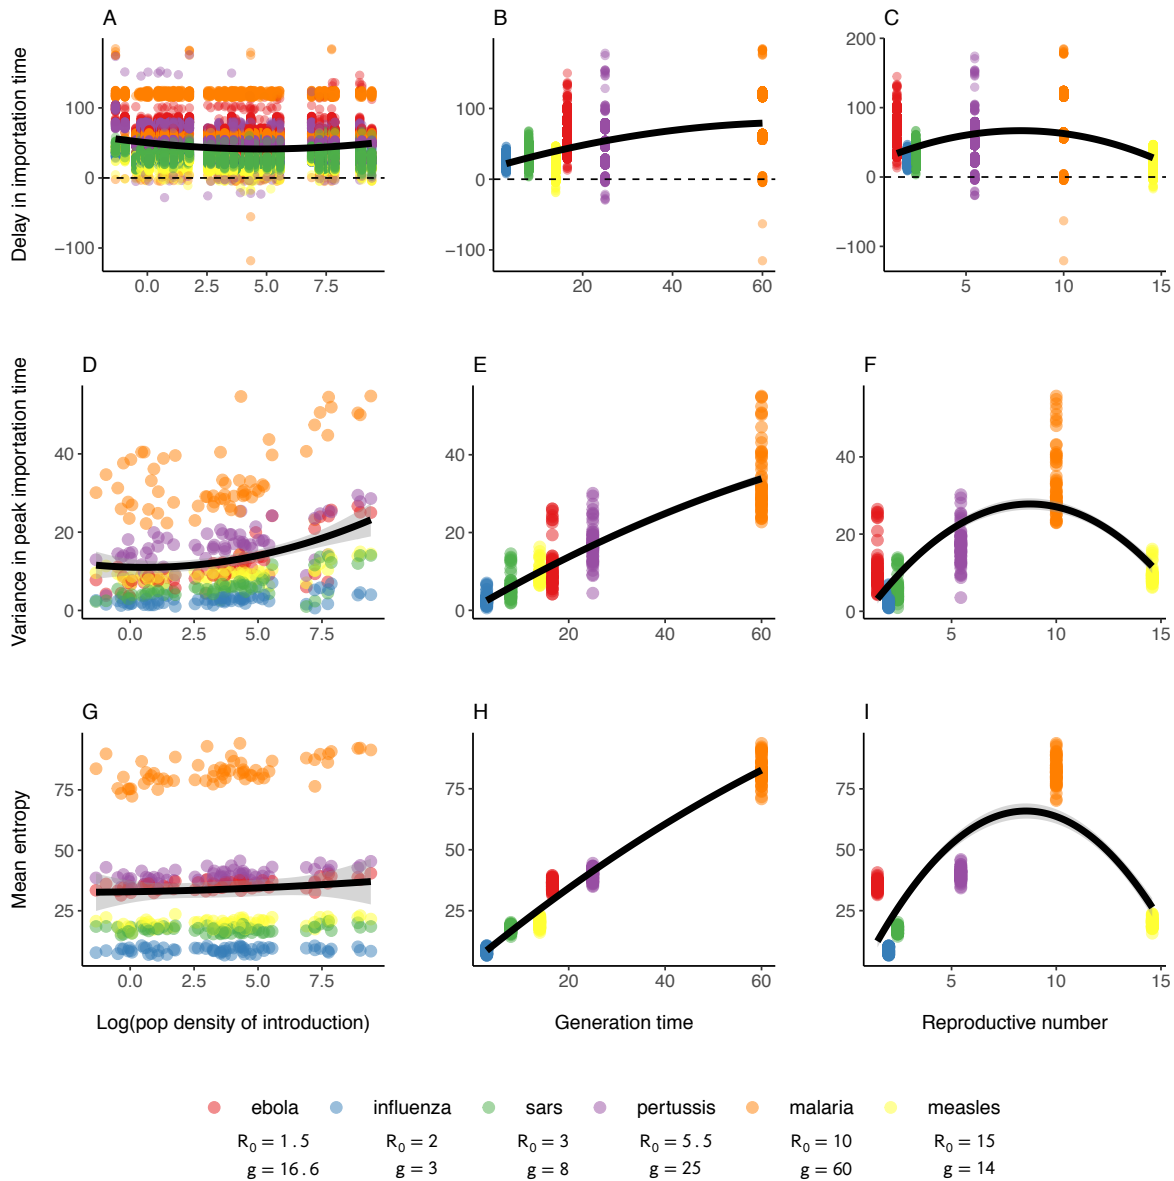 A
B
C
Delay in importation time
100
0
−100
0.0 2.5 5.0 7.5
100
0
−100
20 40 60
200
100
0
−100
5 10 15
D
E
F
Variance in peak importation time
40
20
0
0.0 2.5 5.0 7.5
40
20
0
20 40 60
40
20
0
5 10 15
G
H
I
Mean entropy
75
50
25
0.0 2.5 5.0 7.5
75
50
25
20 40 60
75
50
25
5 10 15
Log(pop density of introduction)
Generation time
Reproductive number
ebola influenza sars pertussis malaria measles
R₀ = 1.5 R₀ = 2 R₀ = 3 R₀ = 5.5 R₀ = 10 R₀ = 15
g = 16.6 g = 3 g = 8 g = 25 g = 60 g = 14